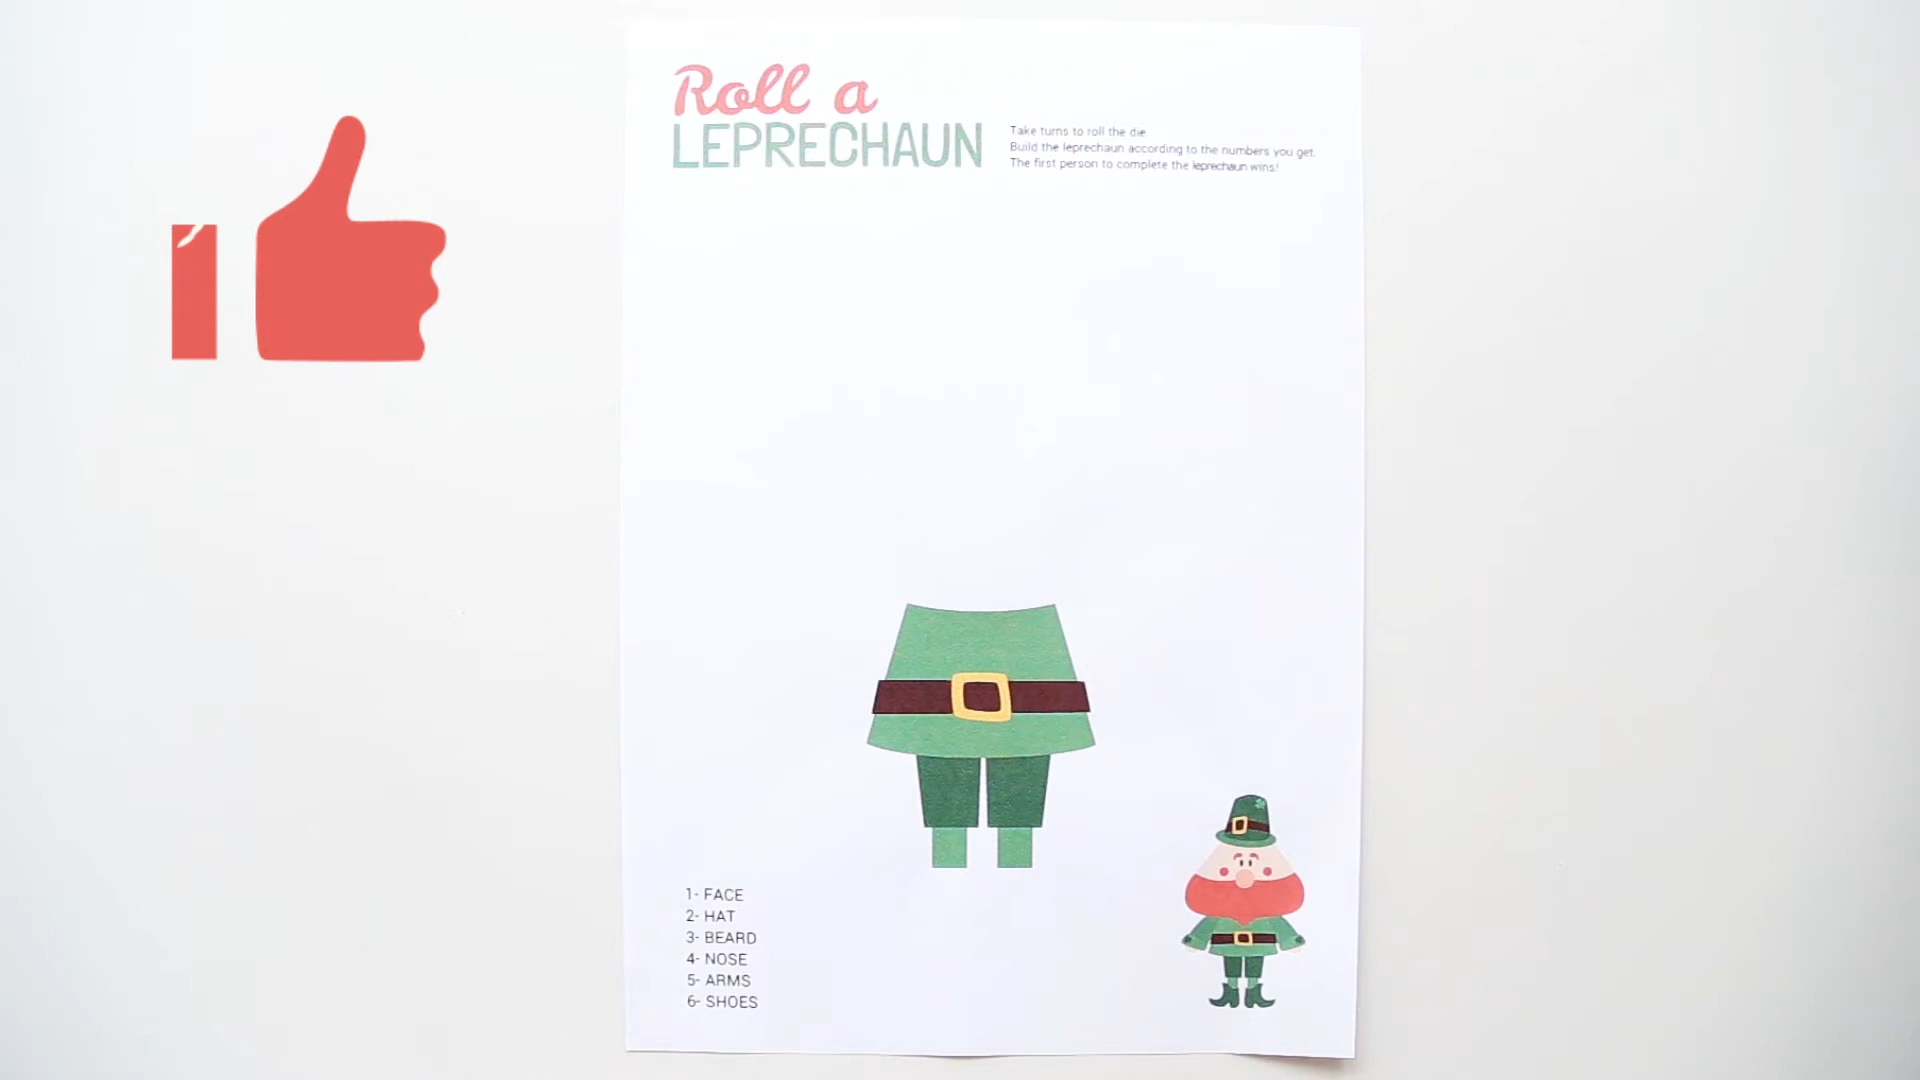 Roll a
LEPRECHAUN
Take turns to roll the die.
Build the leprechaun according to the numbers you get.
The first person to complete the leprechaun wins!
1- FACE
2- HAT
3- BEARD
4- NOSE
5- ARMS
6- SHOES